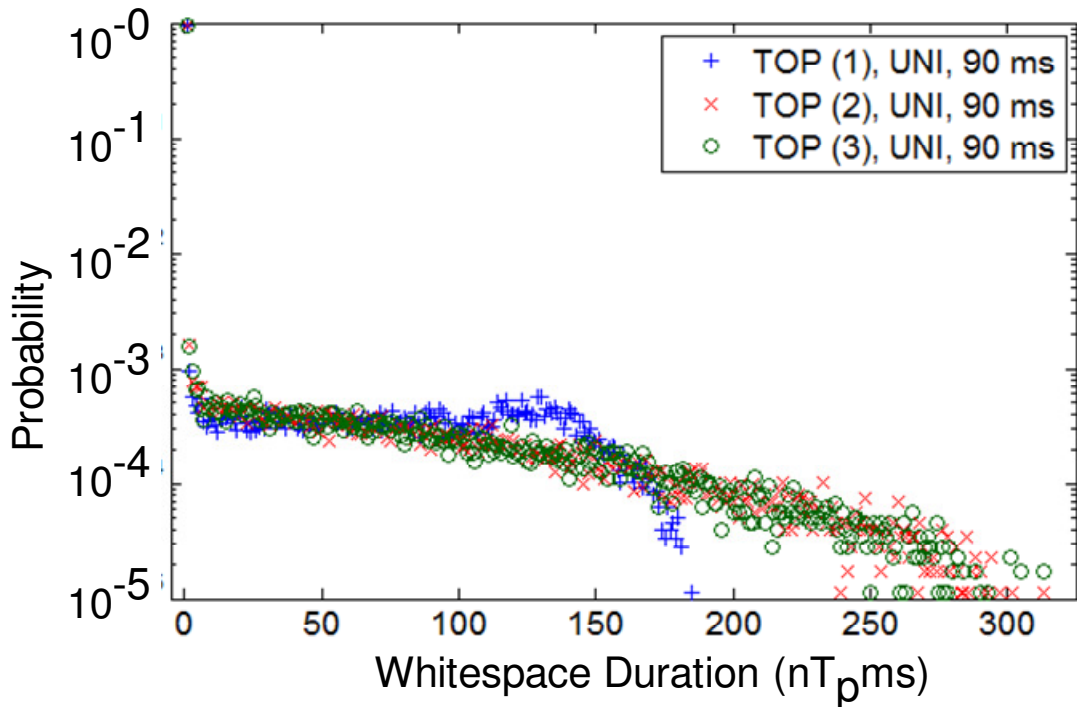 10-0
10-1
10-2
10-3
10-4
10-5
Probability
TOP (1), UNI, 90 ms
TOP (2), UNI, 90 ms
TOP (3), UNI, 90 ms
0 50 100 150 200 250 300
Whitespace Duration (nTpms)